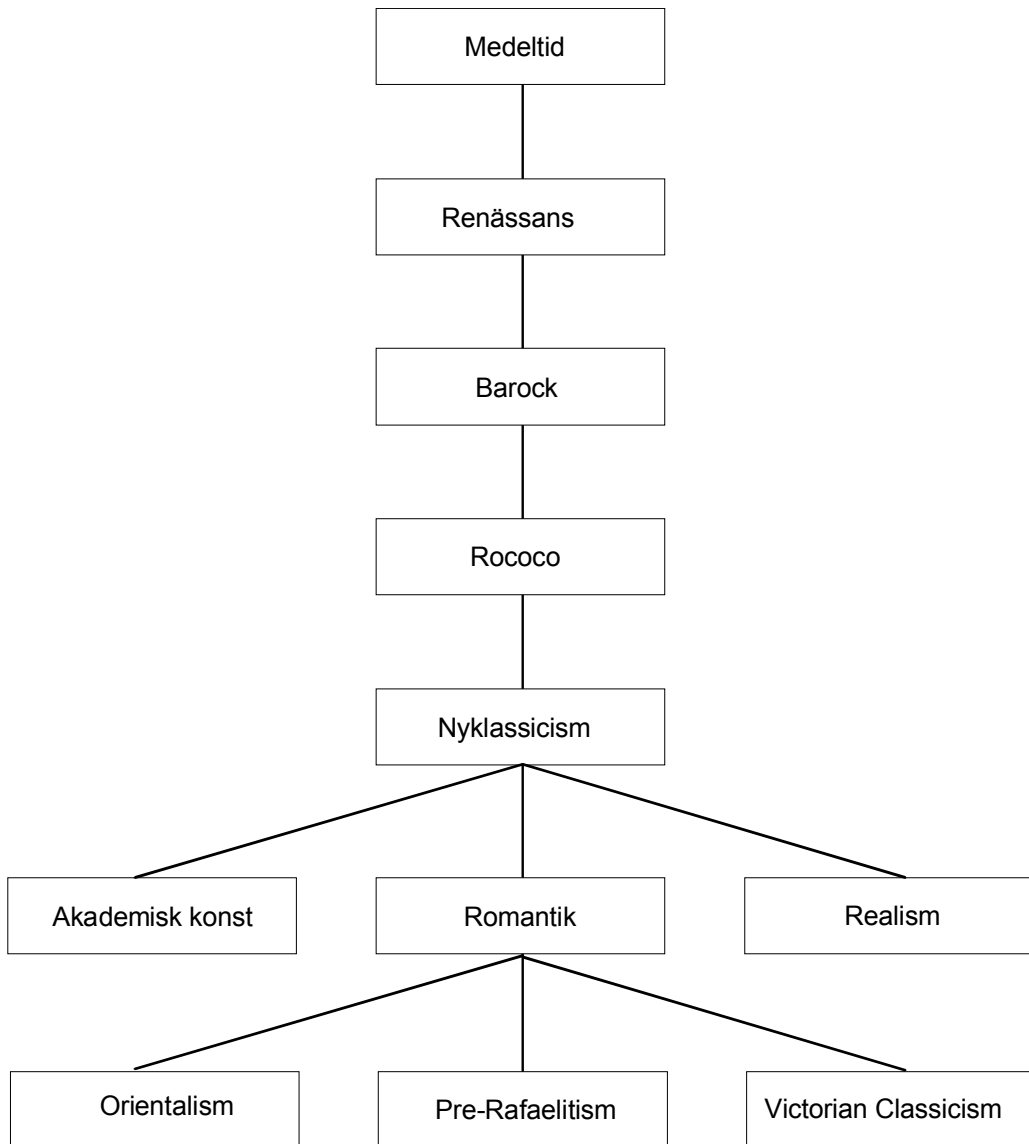 Medeltid
Renässans
Barock
Rococo
Nyklassicism
Akademisk konst
Romantik
Realism
Orientalism
Pre-Rafaelitism
Victorian Classicism